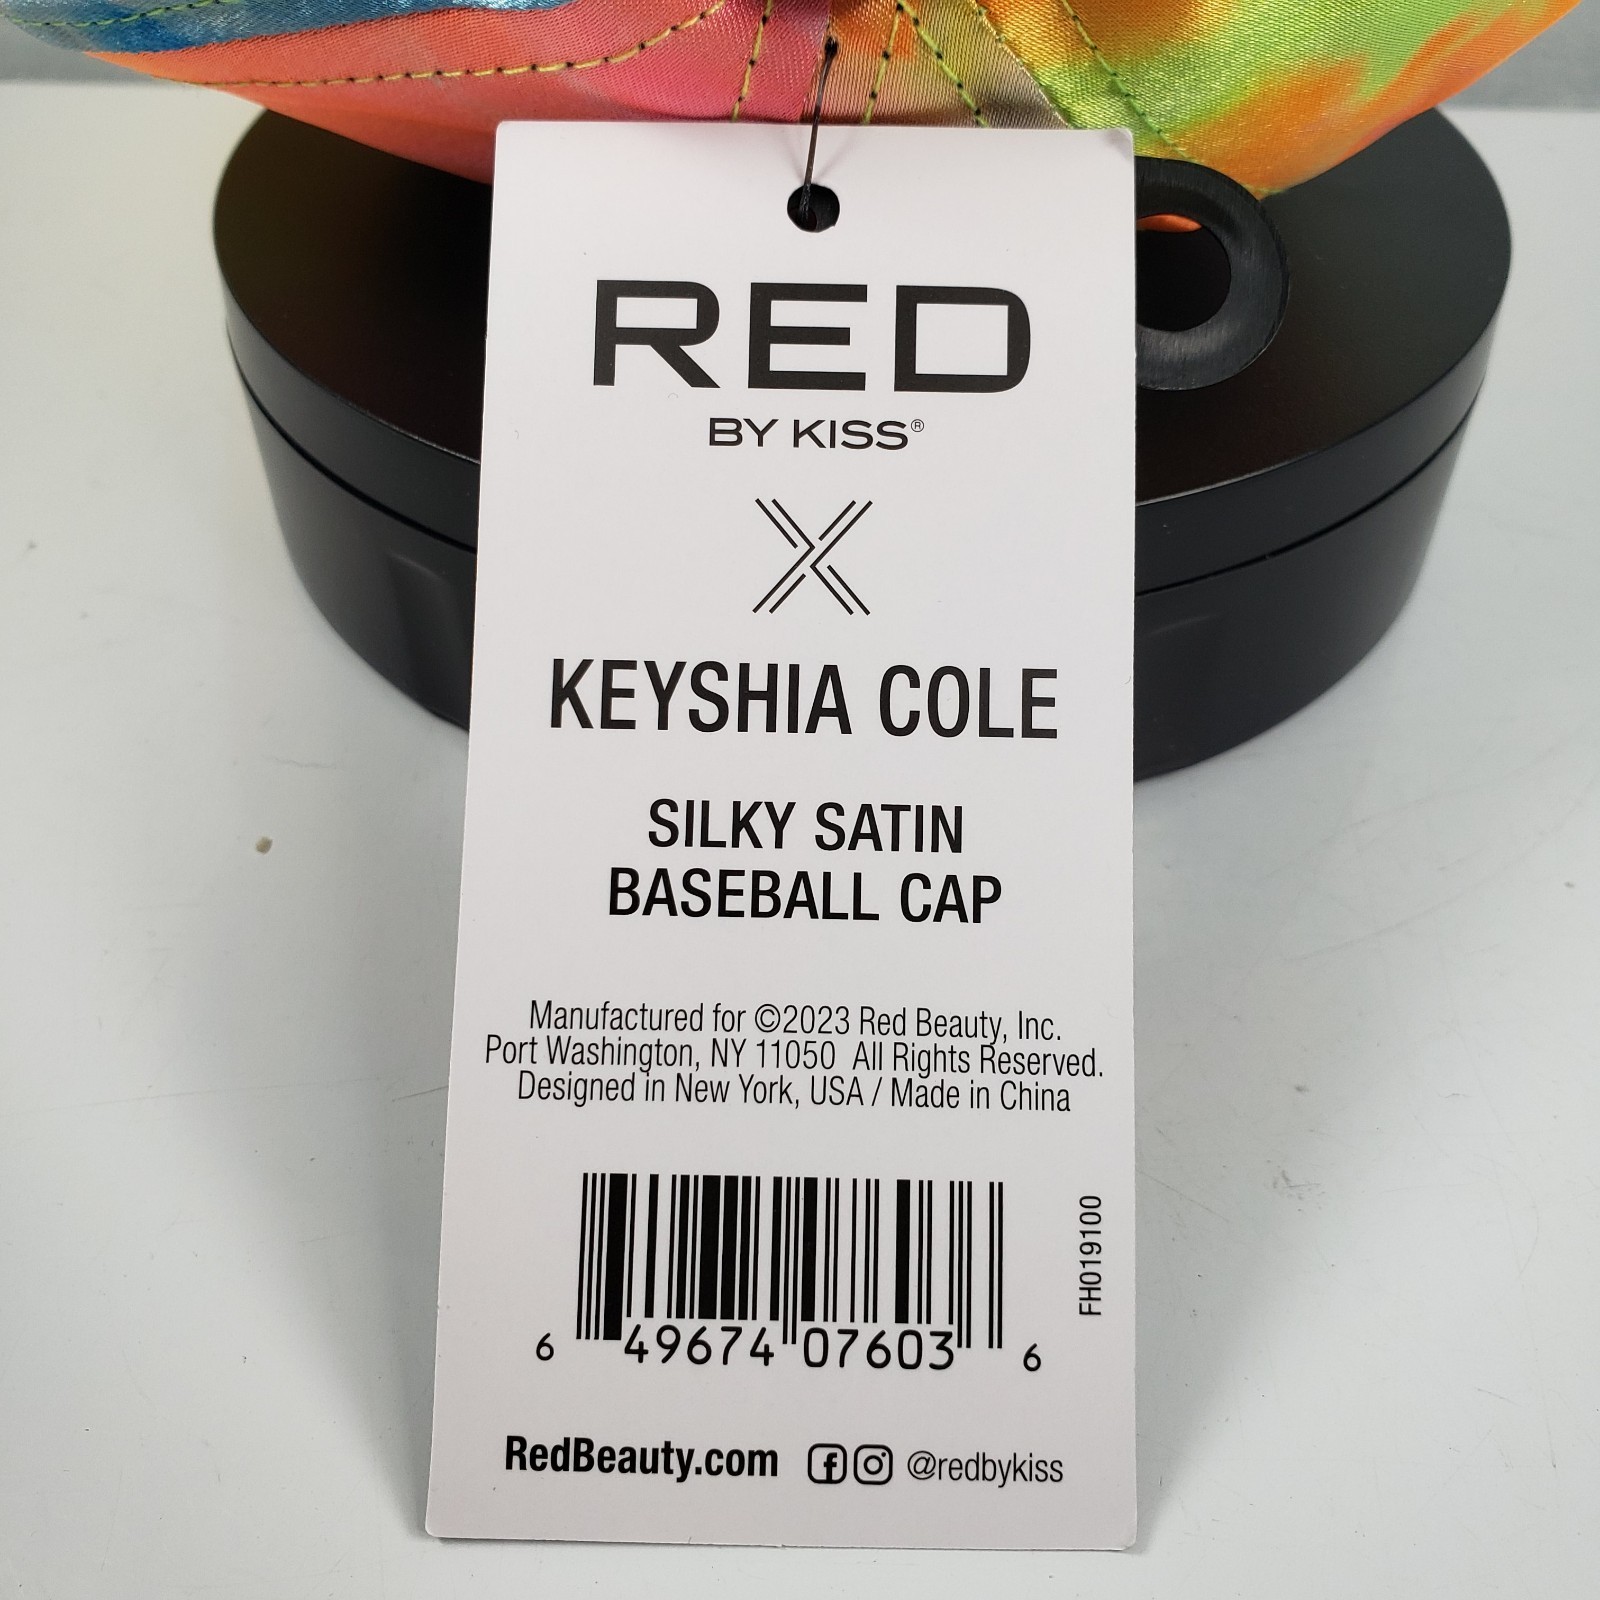 RED
BY KISS®
X
KEYSHIA COLE
SILKY SATIN
BASEBALL CAP
Manufactured for ©2023 Red Beauty, Inc.
Port Washington, NY 11050 All Rights Reserved.
Designed in New York, USA / Made in China
FH019100
6 49674 07603 6
RedBeauty.com @redbykiss